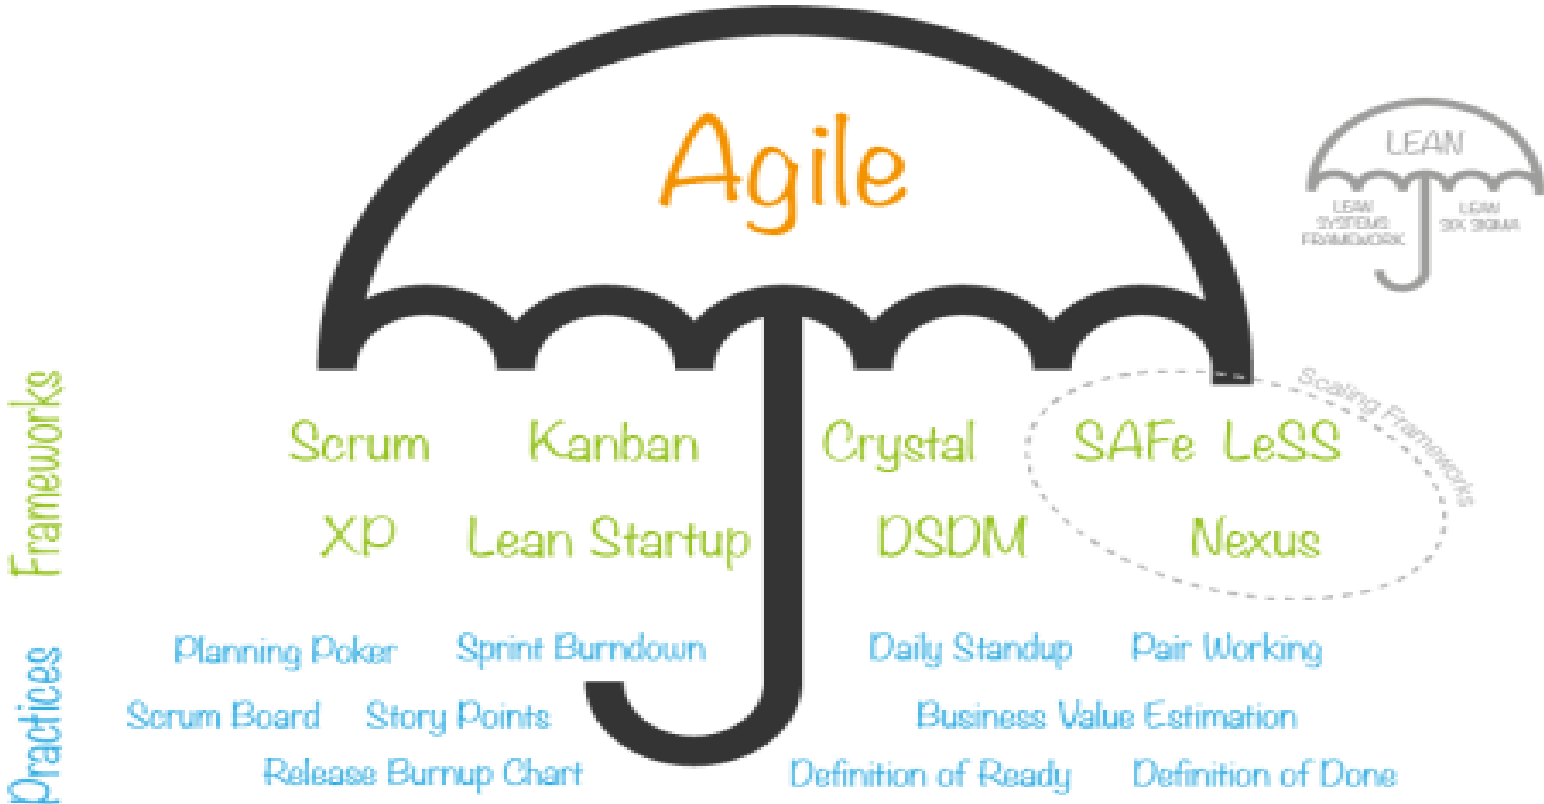 Agile
LEAN
LEAN
SYSTEMS
FRAMEWORK
LEAN
SIX SIGMA
Scaling Frameworks
Frameworks
Scrum Kanban Crystal SAFe LeSS
XP Lean Startup DSDM Nexus
Practices
Planning Poker Sprint Burndown Daily Standup Pair Working
Scrum Board Story Points Business Value Estimation
Release Burnup Chart Definition of Ready Definition of Done